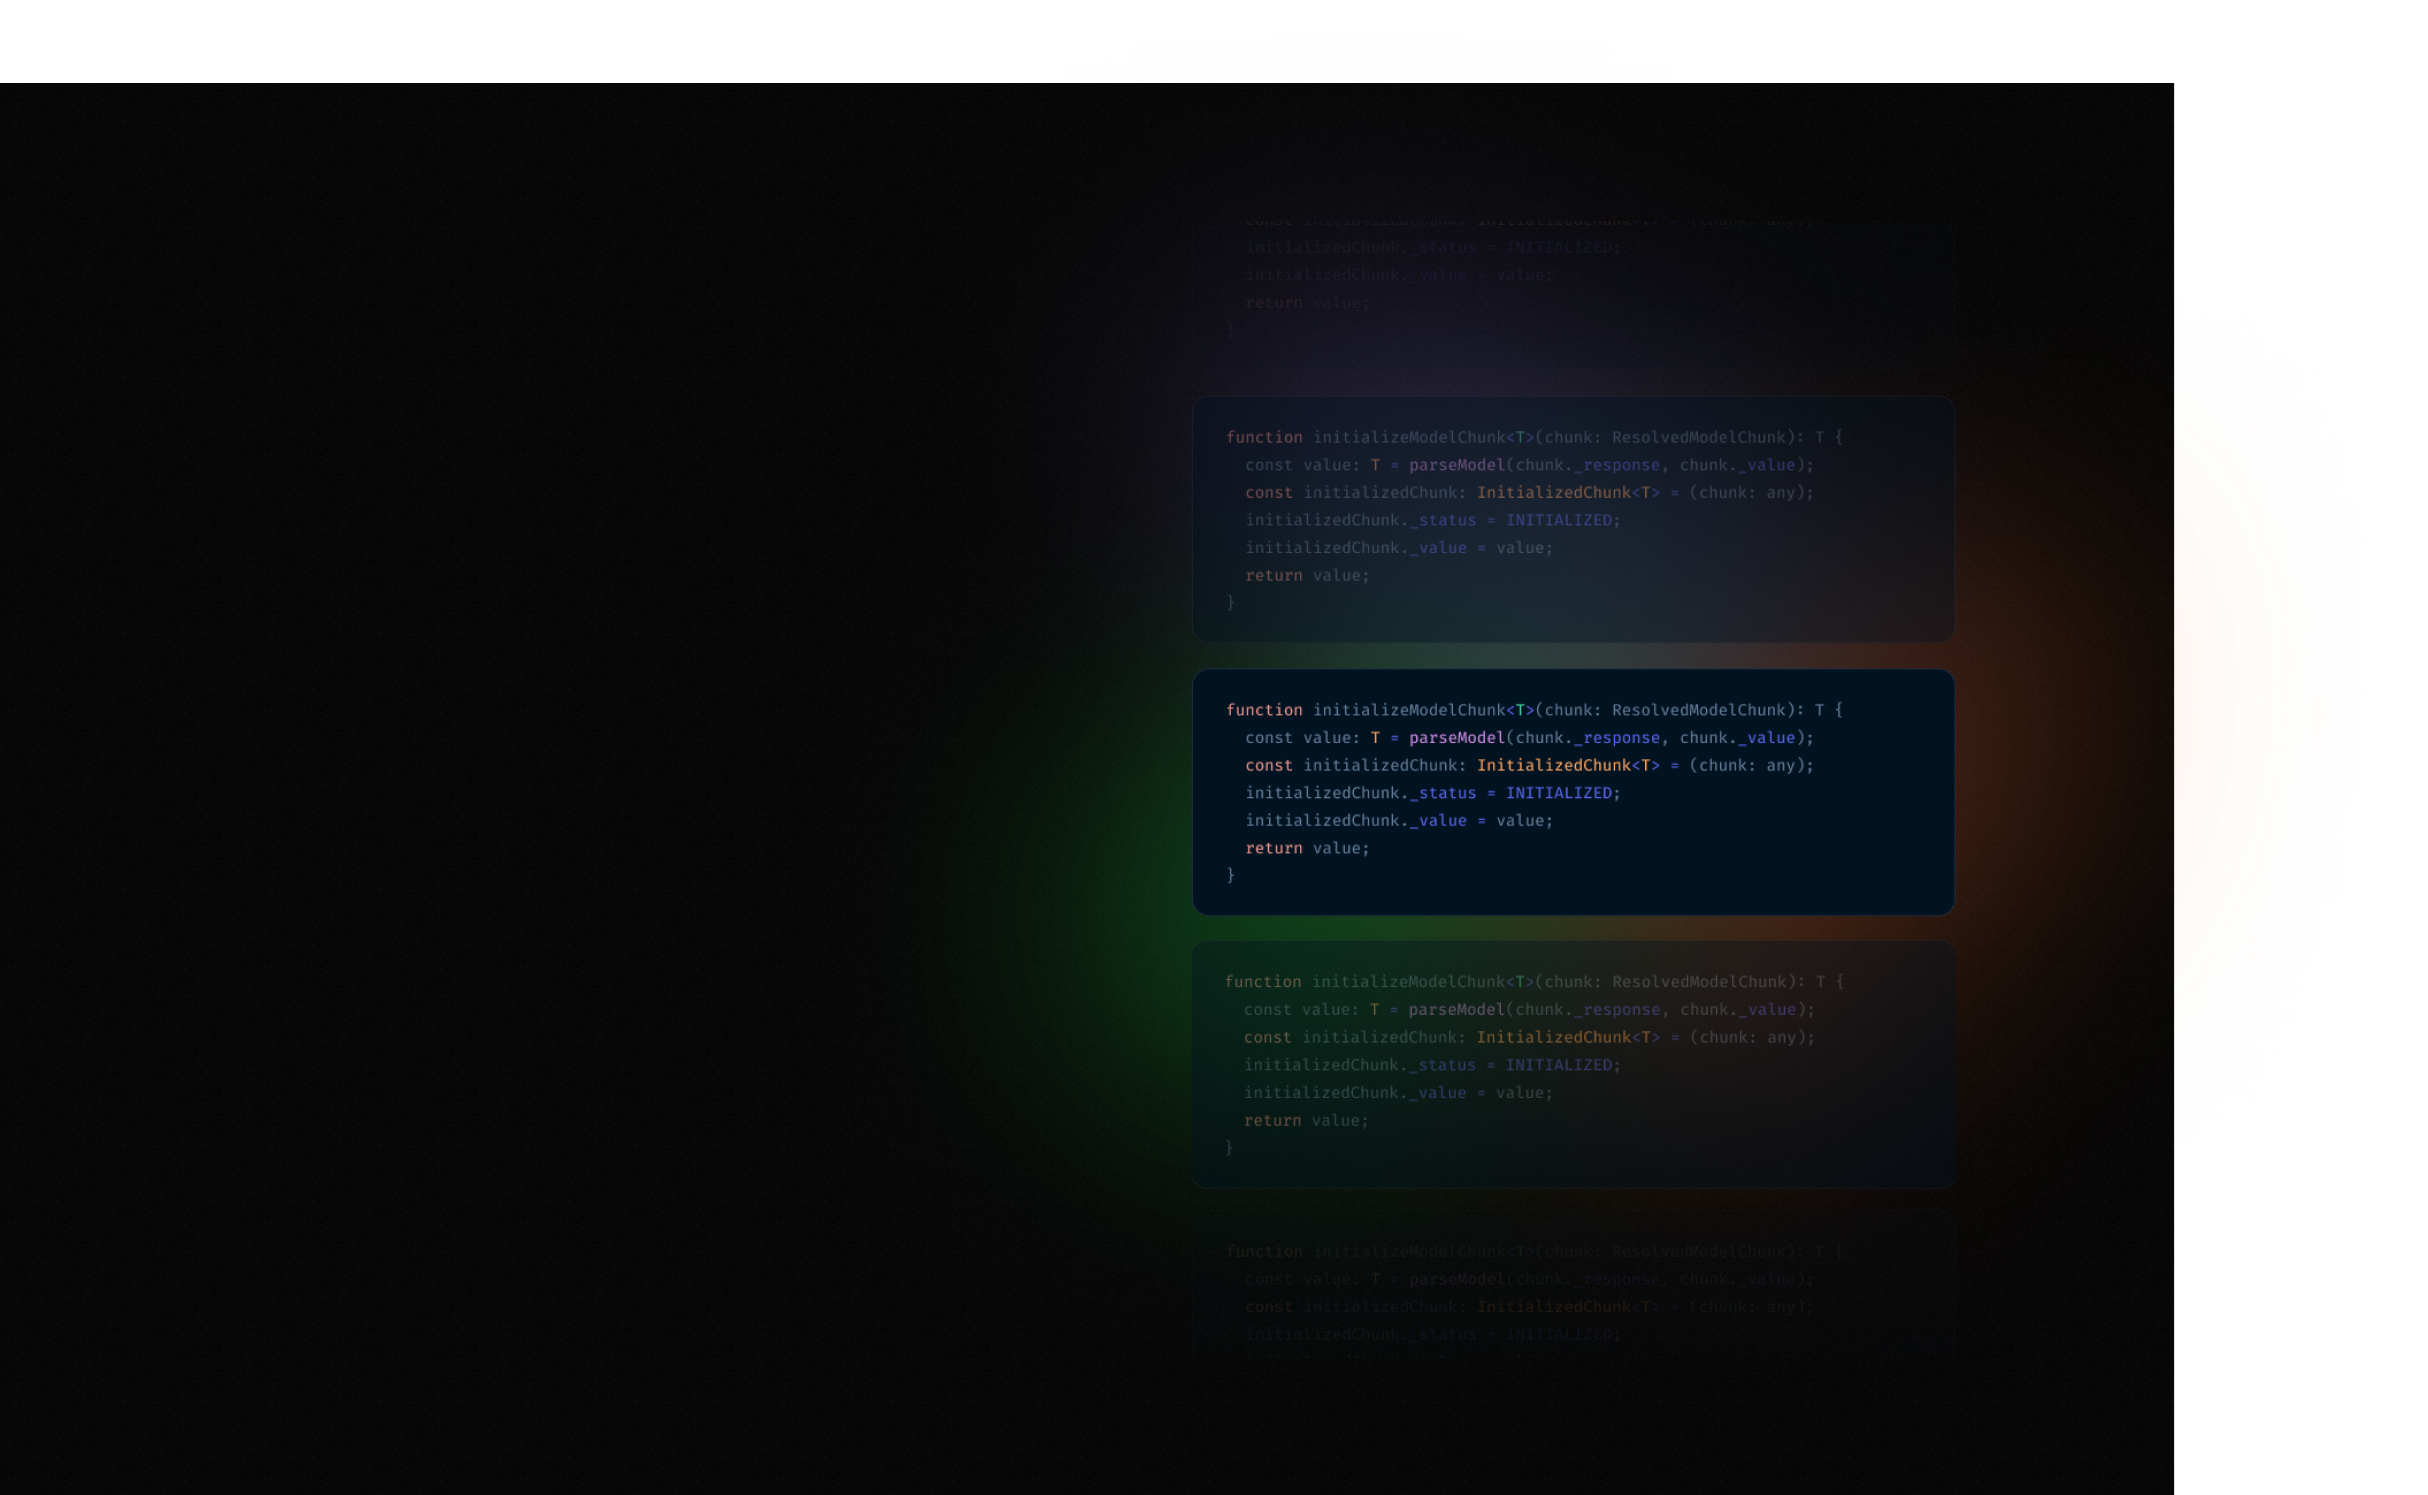 const initializedChunk: InitializedChunk<T> = (chunk: any);
initializedChunk._status = INITIALIZED;
initializedChunk._value = value;
return value;
}
function initializeModelChunk<T>(chunk: ResolvedModelChunk): T {
const value: T = parseModel(chunk._response, chunk._value);
const initializedChunk: InitializedChunk<T> = (chunk: any);
initializedChunk._status = INITIALIZED;
initializedChunk._value = value;
return value;
}
function initializeModelChunk<T>(chunk: ResolvedModelChunk): T {
const value: T = parseModel(chunk._response, chunk._value);
const initializedChunk: InitializedChunk<T> = (chunk: any);
initializedChunk._status = INITIALIZED;
initializedChunk._value = value;
return value;
}
function initializeModelChunk<T>(chunk: ResolvedModelChunk): T {
const value: T = parseModel(chunk._response, chunk._value);
const initializedChunk: InitializedChunk<T> = (chunk: any);
initializedChunk._status = INITIALIZED;
initializedChunk._value = value;
return value;
}
function initializeModelChunk<T>(chunk: ResolvedModelChunk): T {
const value: T = parseModel(chunk._response, chunk._value);
const initializedChunk: InitializedChunk<T> = (chunk: any);
initializedChunk._status = INITIALIZED;